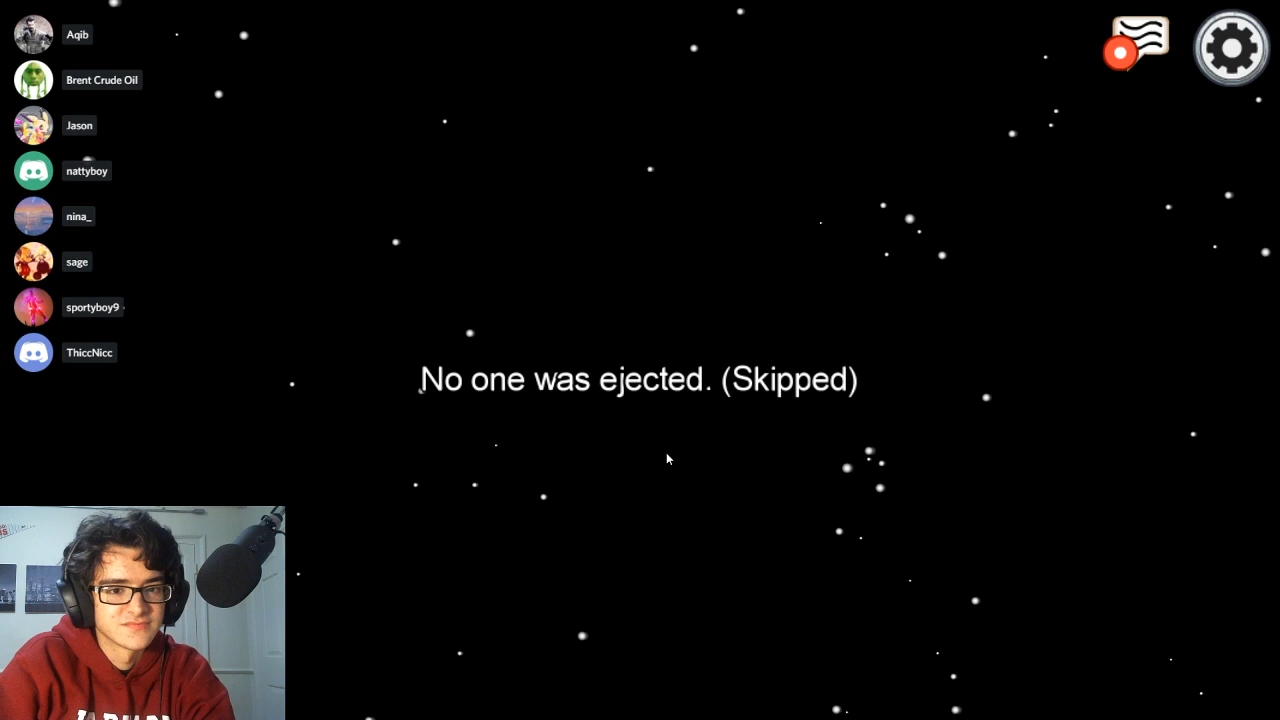 Aqib
Brent Crude Oil
Jason
nattyboy
nina_
sage
sportyboy9
ThiccNicc
No one was ejected. (Skipped)